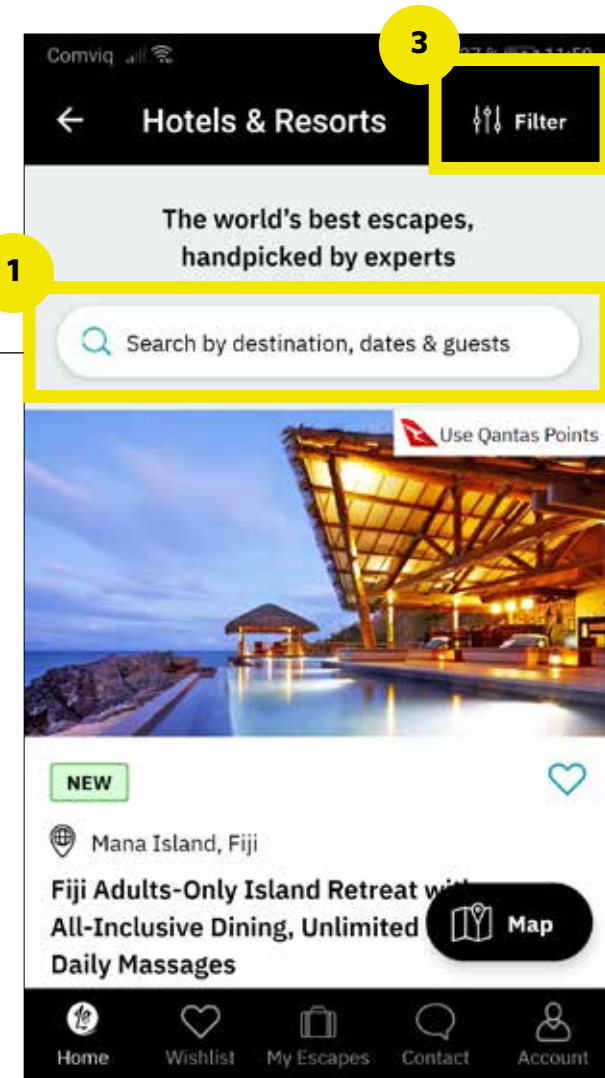 3
Comviq
11:59
Hotels & Resorts
Filter
The world's best escapes,
handpicked by experts
1
Search by destination, dates & guests
Use Qantas Points
NEW
Mana Island, Fiji
Fiji Adults-Only Island Retreat
All-Inclusive Dining, Unlimited
Map
Daily Massages
Home Wishlist My Escapes Contact Account